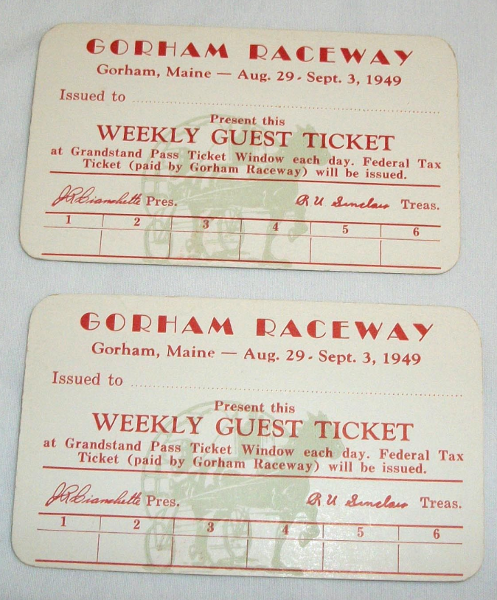 GORHAM RACEWAY
Gorham, Maine — Aug. 29 - Sept. 3, 1949
Issued to
Present this
WEEKLY GUEST TICKET
at Grandstand Pass Ticket Window each day. Federal Tax
Ticket (paid by Gorham Raceway) will be issued.
J.R. Cianchette Pres. R U Sinclair Treas.
1 2 3 4 5 6
GORHAM RACEWAY
Gorham, Maine — Aug. 29 - Sept. 3, 1949
Issued to
Present this
WEEKLY GUEST TICKET
at Grandstand Pass Ticket Window each day. Federal Tax
Ticket (paid by Gorham Raceway) will be issued.
J.R. Cianchette Pres. R U Sinclair Treas.
1 2 3 4 5 6